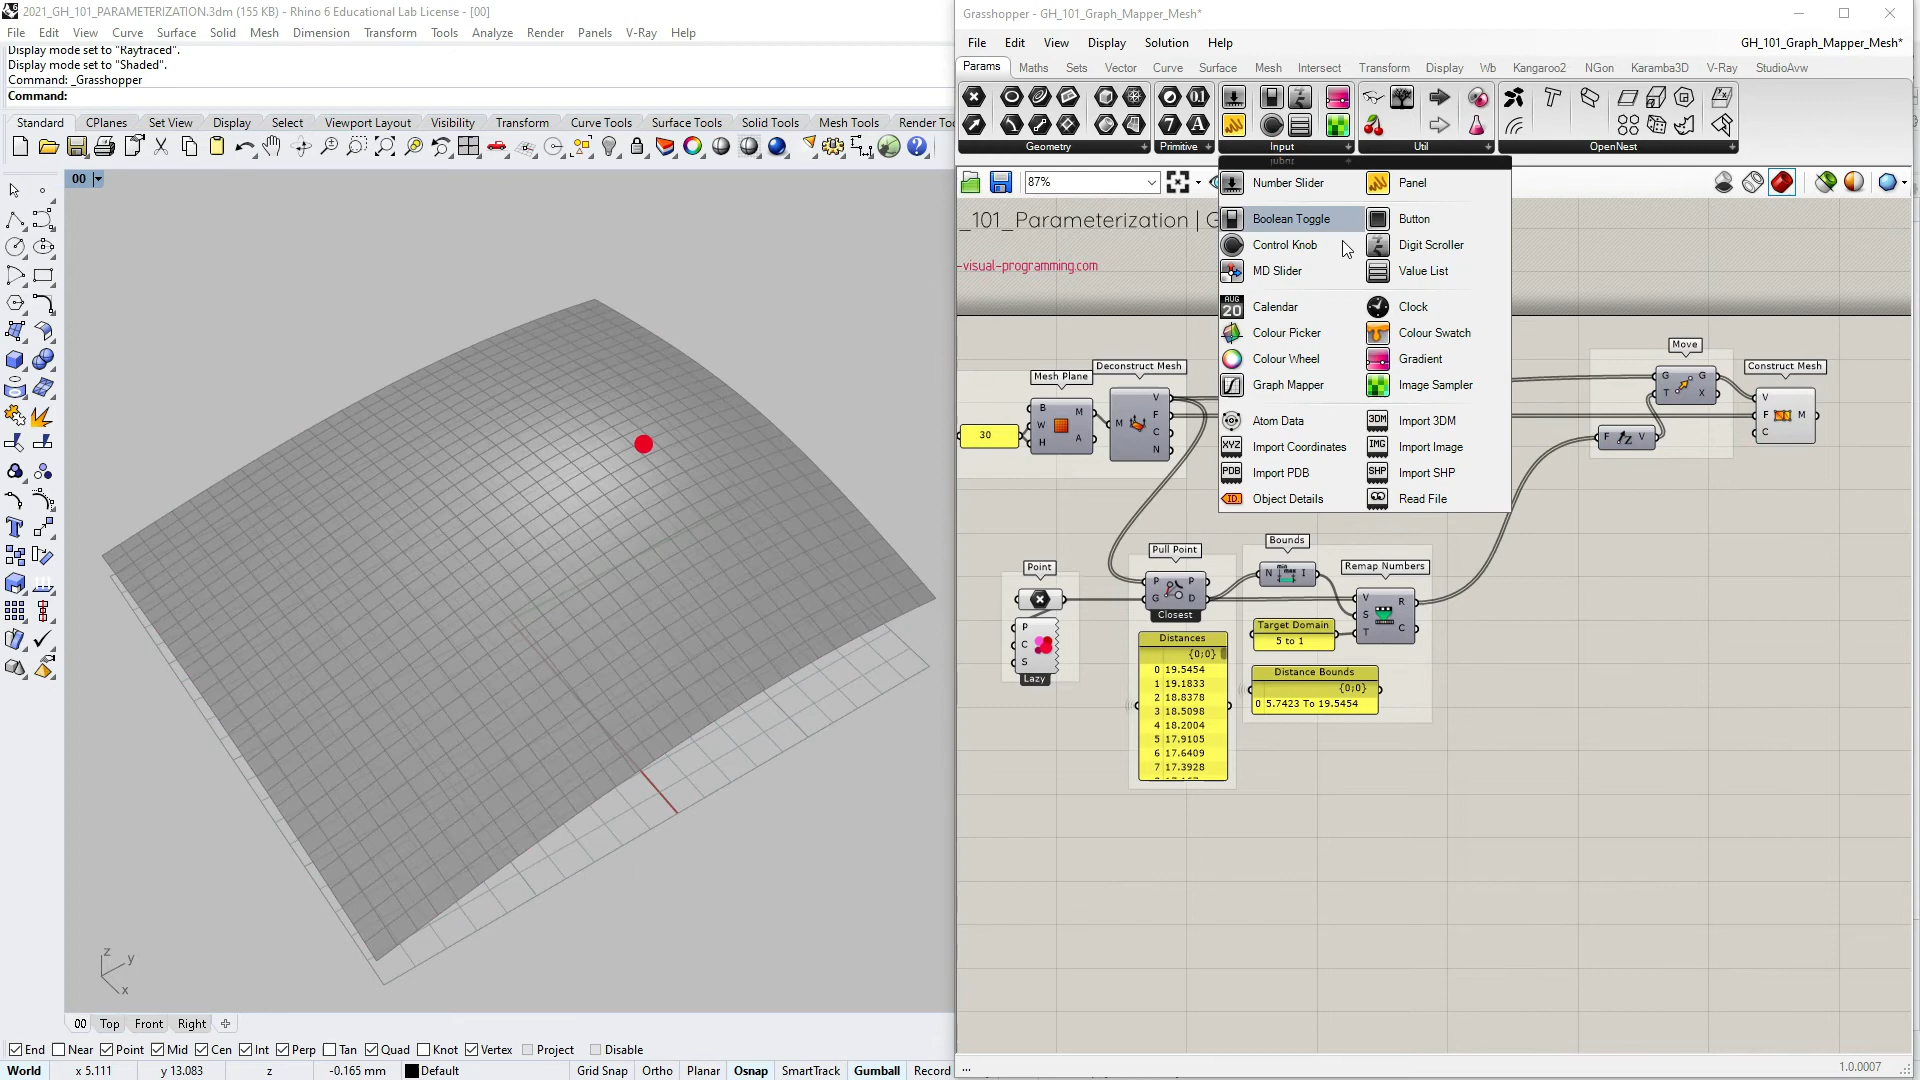 2021_GH_101_PARAMETERIZATION.3dm (155 KB) - Rhino 6 Educational Lab License - [00]
File Edit View Curve Surface Solid Mesh Dimension Transform Tools Analyze Render Panels V-Ray Help
Display mode set to "Raytraced".
Display mode set to "Shaded".
Command: _Grasshopper
Command:
Standard CPlanes Set View Display Select Viewport Layout Visibility Transform Curve Tools Surface Tools Solid Tools Mesh Tools Render To
00
z
y
x
00 Top Front Right
End Near Point Mid Cen Int Perp Tan Quad Knot Vertex Project Disable
World x 5.111 y 13.083 z -0.165 mm Default Grid Snap Ortho Planar Osnap SmartTrack Gumball Record
Grasshopper - GH_101_Graph_Mapper_Mesh*
File Edit View Display Solution Help GH_101_Graph_Mapper_Mesh*
Params Maths Sets Vector Curve Surface Mesh Intersect Transform Display Wb Kangaroo2 NGon Karamba3D V-Ray StudioAvw
Geometry Primitive Input Util OpenNest
87%
Number Slider Panel
Boolean Toggle Button
Control Knob Digit Scroller
MD Slider Value List
AUG 20 Calendar Clock
Colour Picker Colour Swatch
Colour Wheel Gradient
Graph Mapper Image Sampler
Atom Data 3DM Import 3DM
XYZ Import Coordinates IMG Import Image
PDB Import PDB SHP Import SHP
ID Object Details Read File
_101_Parameterization | G
-visual-programming.com
30
Mesh Plane
B W H M A
Deconstruct Mesh
M V F C N
Move
G T G X
F V
Construct Mesh
V F C M
Point
P C S
Lazy
Pull Point
P G P D
Closest
Distances
{0;0}
0 19.5454
1 19.1833
2 18.8378
3 18.5098
4 18.2004
5 17.9105
6 17.6409
7 17.3928
Bounds
N min max I
Remap Numbers
V S T R C
Target Domain
5 to 1
Distance Bounds
{0;0}
0 5.7423 To 19.5454
...
1.0.0007